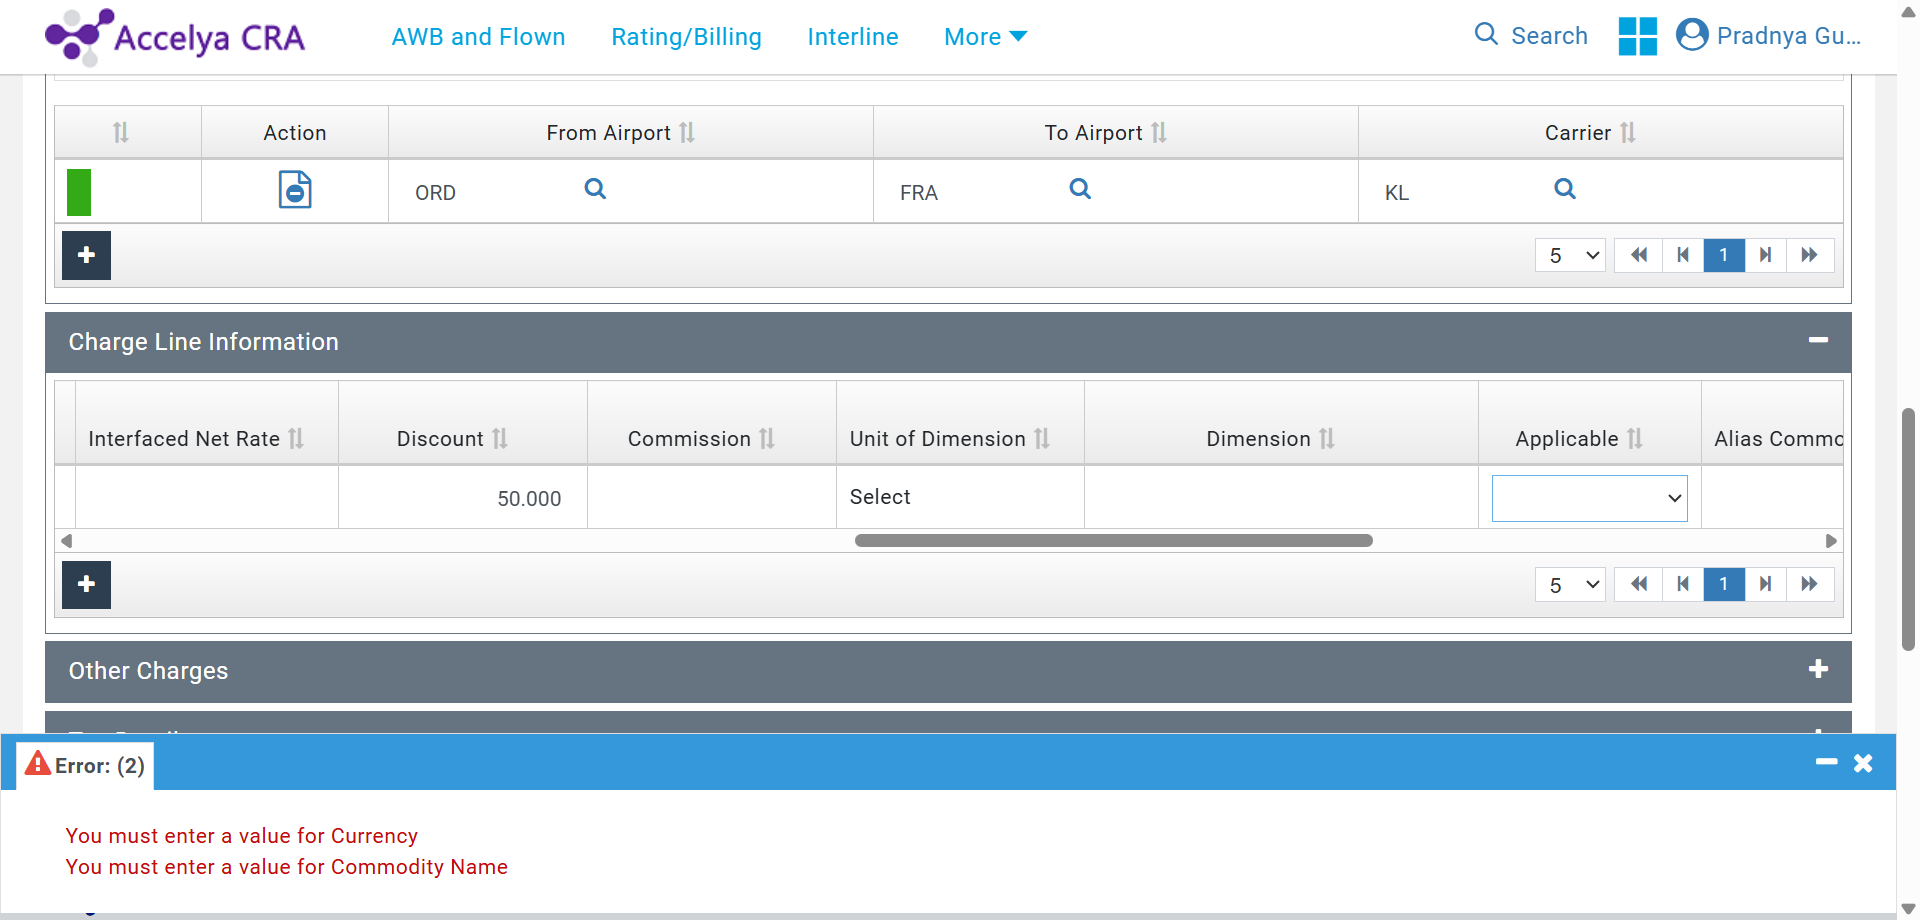 Accelya CRA
AWB and Flown Rating/Billing Interline More Search Pradnya Gu...
Action From Airport To Airport Carrier
ORD FRA KL
5 1
Charge Line Information
Interfaced Net Rate Discount Commission Unit of Dimension Dimension Applicable Alias Commo
50.000 Select
5 1
Other Charges
Error: (2)
You must enter a value for Currency
You must enter a value for Commodity Name